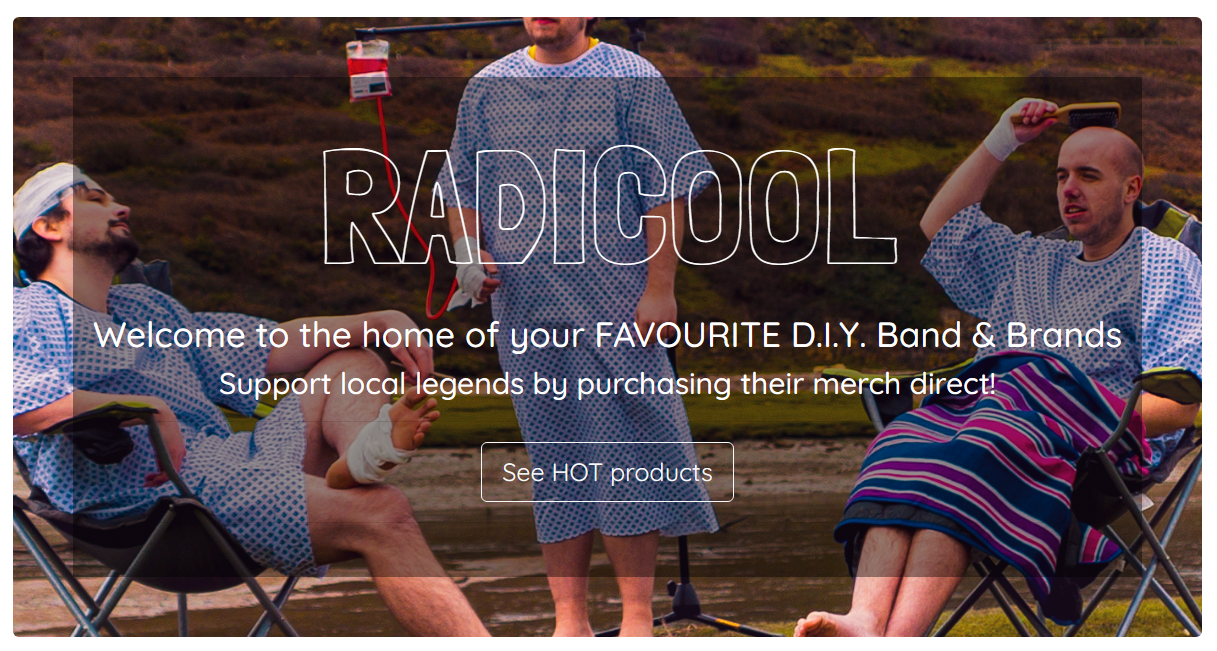 RADICOOL
Welcome to the home of your FAVOURITE D.I.Y. Band & Brands
Support local legends by purchasing their merch direct!
See HOT products